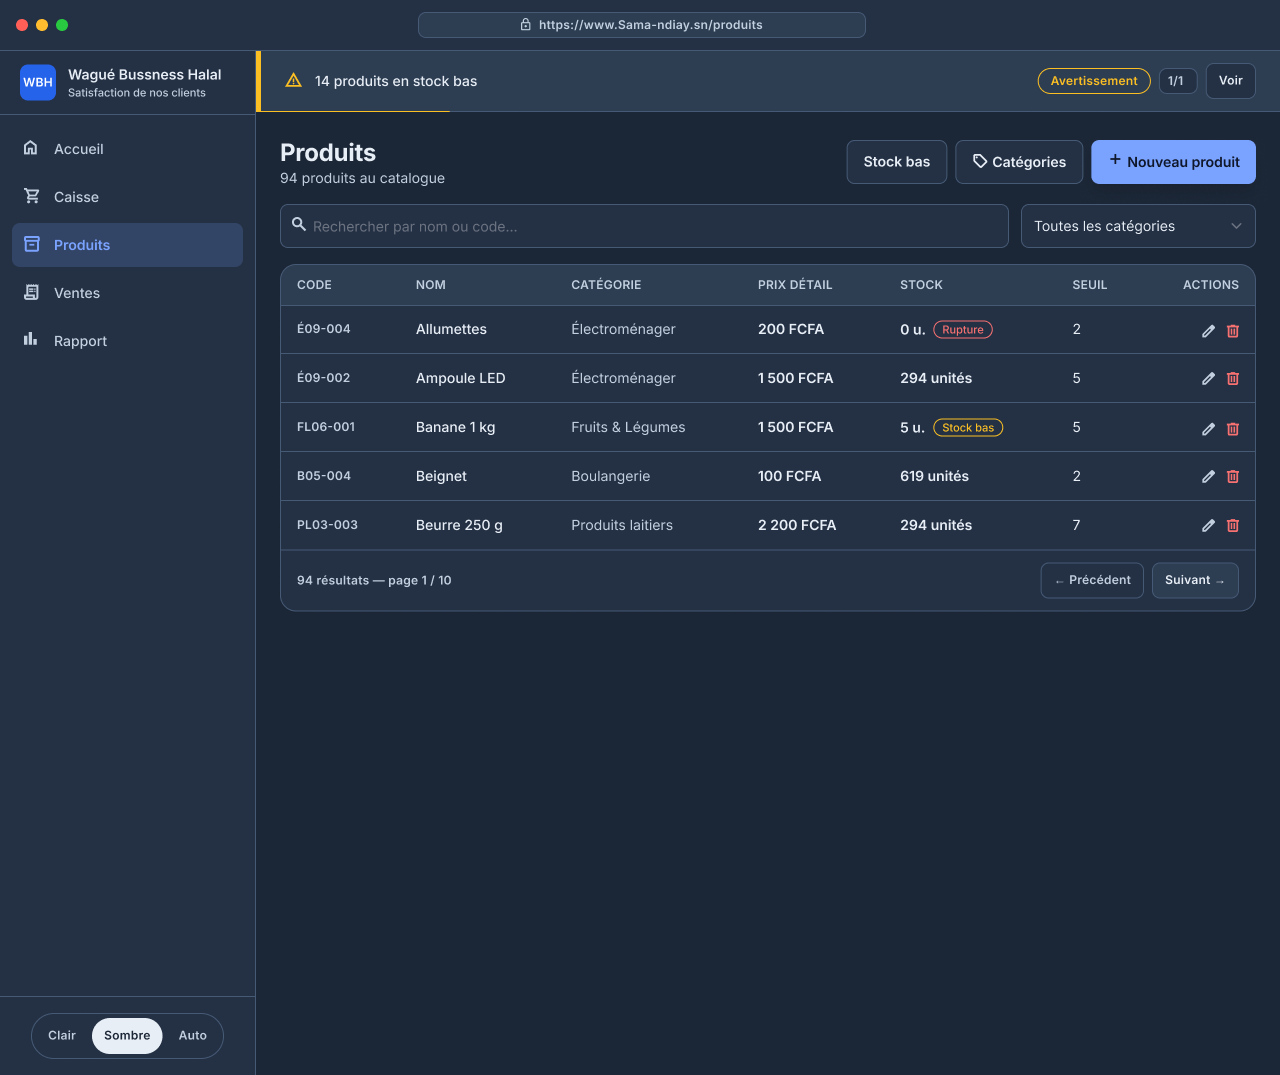 https://www.Sama-ndiay.sn/produits
WBH
Wagué Bussness Halal
Satisfaction de nos clients
Accueil
Caisse
Produits
Ventes
Rapport
Clair
Sombre
Auto
14 produits en stock bas
Avertissement
1/1
Voir
Produits
94 produits au catalogue
Stock bas
Catégories
+ Nouveau produit
Rechercher par nom ou code...
Toutes les catégories
CODE NOM CATÉGORIE PRIX DÉTAIL STOCK SEUIL ACTIONS
É09-004 Allumettes Électroménager 200 FCFA 0 u. Rupture 2
É09-002 Ampoule LED Électroménager 1 500 FCFA 294 unités 5
FL06-001 Banane 1 kg Fruits & Légumes 1 500 FCFA 5 u. Stock bas 5
B05-004 Beignet Boulangerie 100 FCFA 619 unités 2
PL03-003 Beurre 250 g Produits laitiers 2 200 FCFA 294 unités 7
94 résultats — page 1 / 10
← Précédent
Suivant →